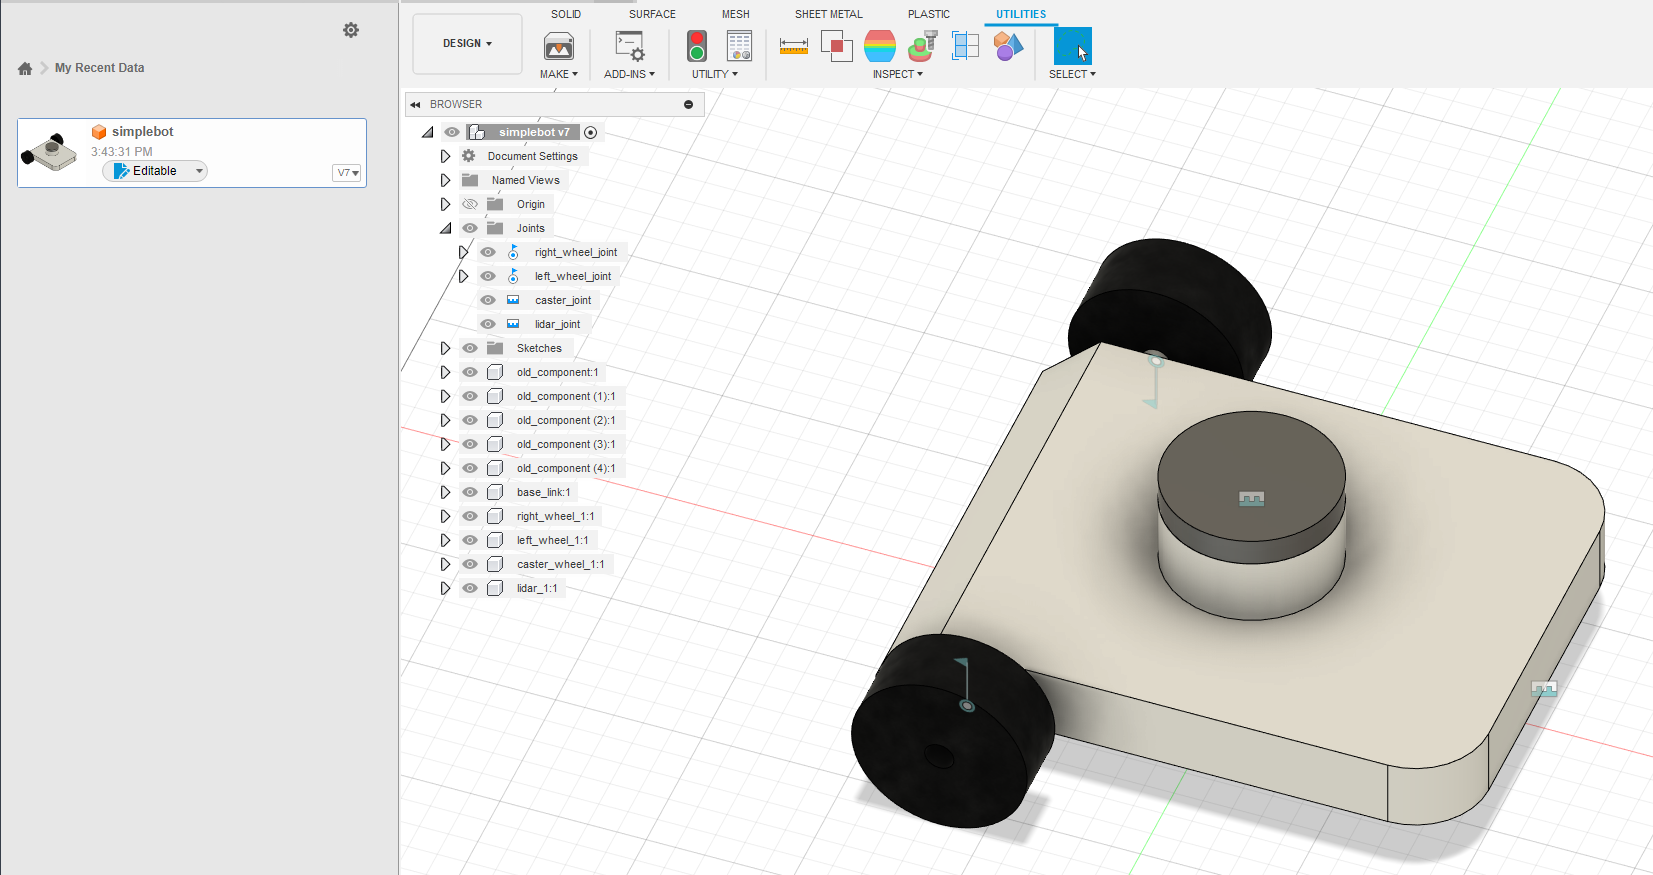 SOLID SURFACE MESH SHEET METAL PLASTIC UTILITIES
DESIGN
MAKE ADD-INS UTILITY INSPECT SELECT
My Recent Data
simplebot
3:43:31 PM
Editable
V7
BROWSER
simplebot v7
Document Settings
Named Views
Origin
Joints
right_wheel_joint
left_wheel_joint
caster_joint
lidar_joint
Sketches
old_component:1
old_component (1):1
old_component (2):1
old_component (3):1
old_component (4):1
base_link:1
right_wheel_1:1
left_wheel_1:1
caster_wheel_1:1
lidar_1:1